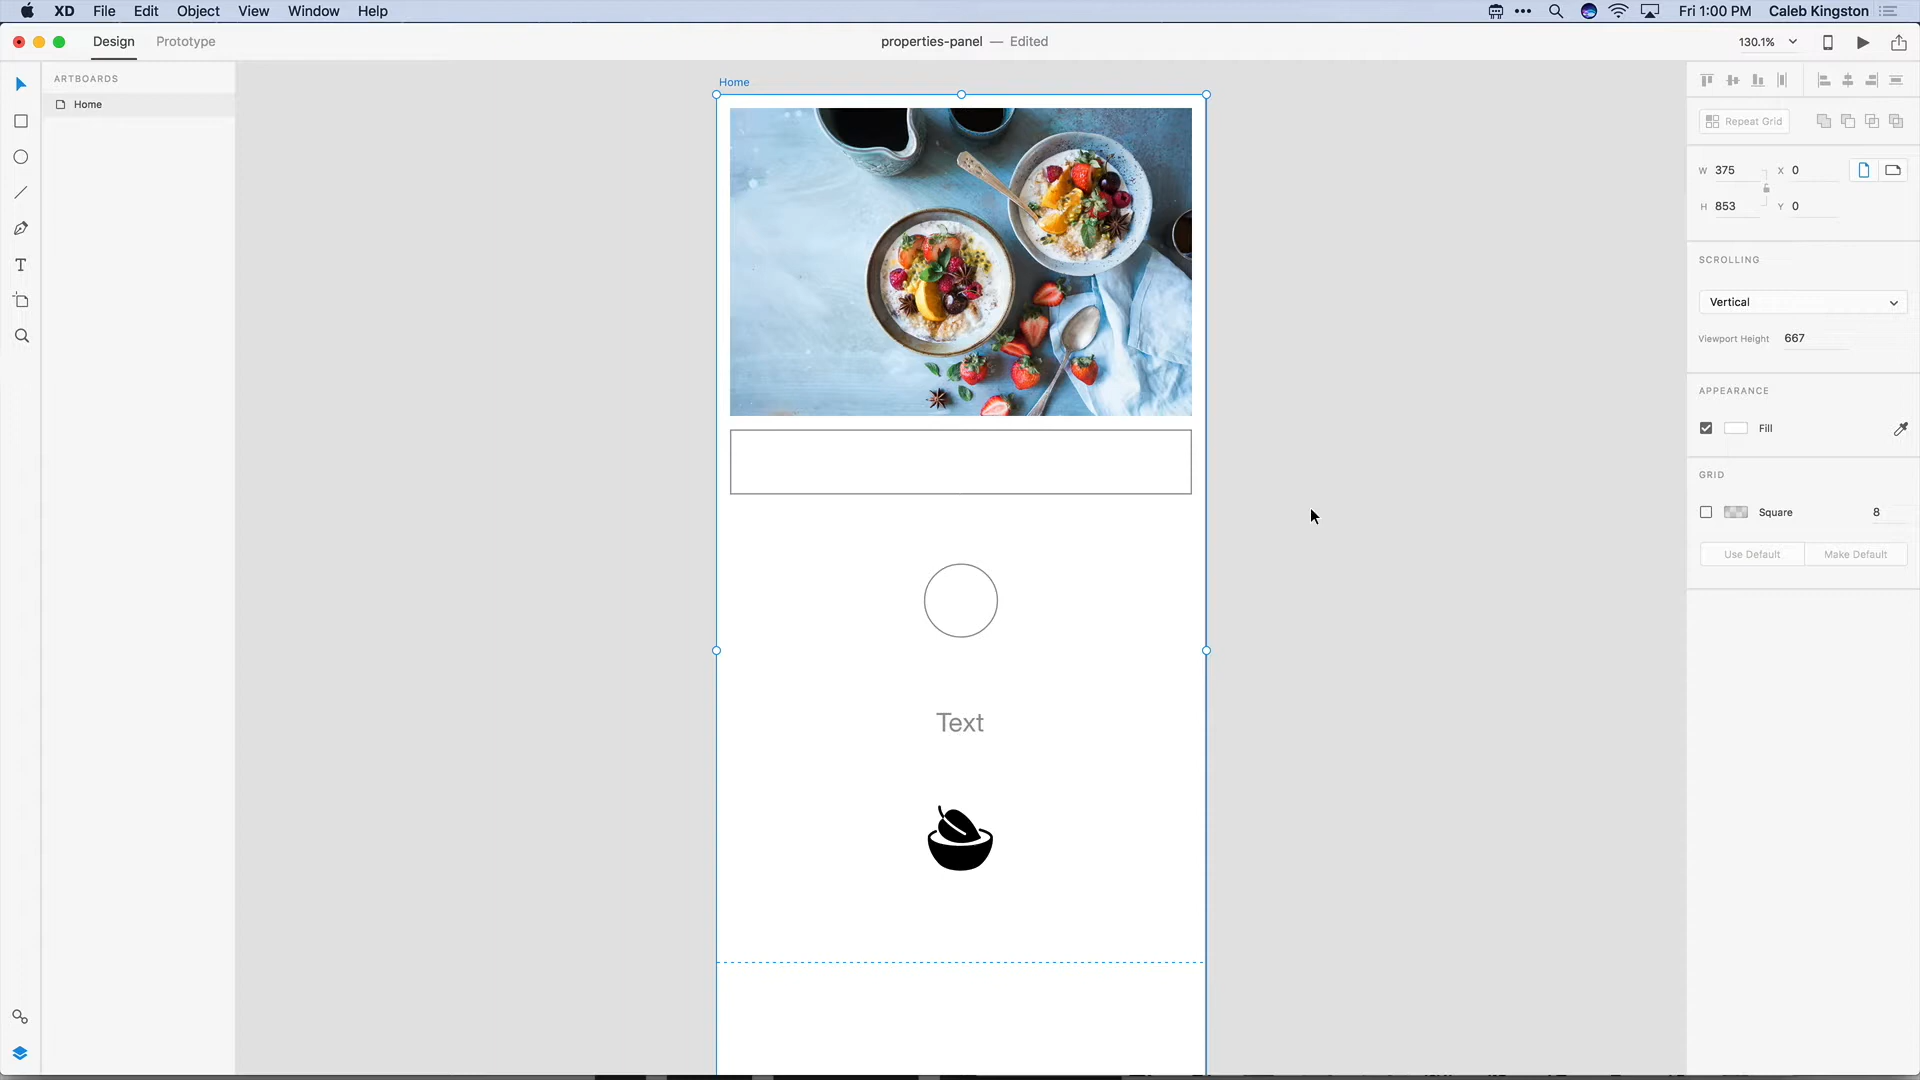 XD File Edit Object View Window Help
Fri 1:00 PM Caleb Kingston
Design Prototype
properties-panel — Edited
130.1%
ARTBOARDS
Home
Home
Text
Repeat Grid
W 375 X 0
H 853 Y 0
SCROLLING
Vertical
Viewport Height 667
APPEARANCE
Fill
GRID
Square 8
Use Default Make Default